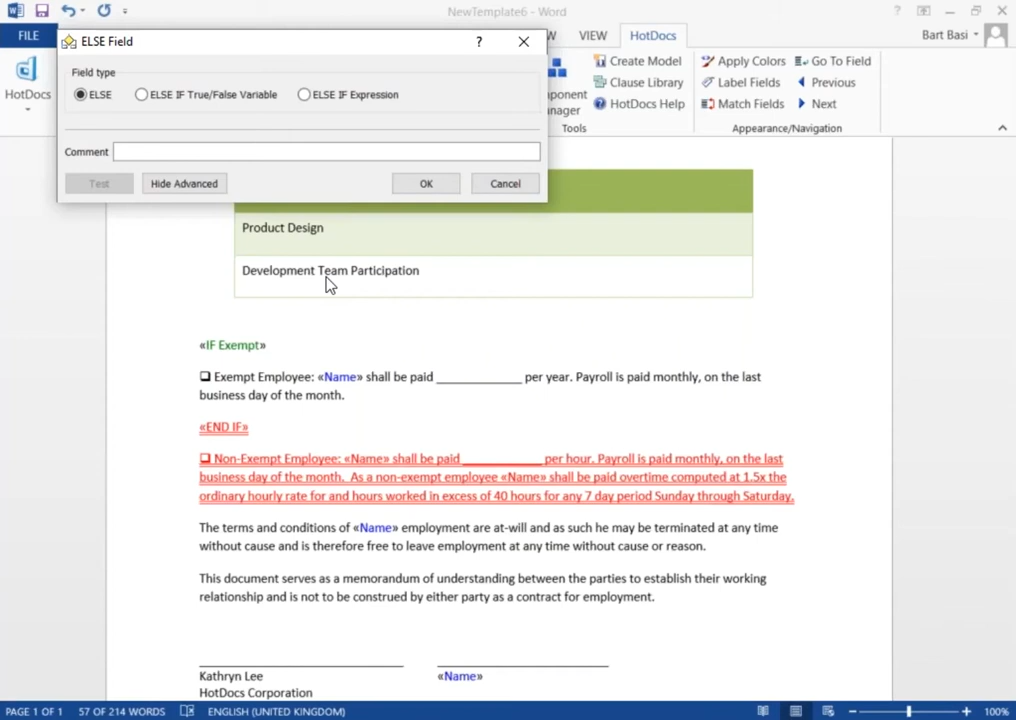 NewTemplate6 - Word
FILE
W
VIEW
HotDocs
Bart Basi
ELSE Field
?
Field type
ELSE
ELSE IF True/False Variable
ELSE IF Expression
Comment
Test
Hide Advanced
OK
Cancel
HotDocs
ponent
nager
Create Model
Clause Library
HotDocs Help
Tools
Apply Colors
Label Fields
Match Fields
Go To Field
Previous
Next
Appearance/Navigation
Product Design
Development Team Participation
«IF Exempt»
❑ Exempt Employee: «Name» shall be paid ______________ per year. Payroll is paid monthly, on the last
business day of the month.
«END IF»
❑ Non-Exempt Employee: «Name» shall be paid ______________ per hour. Payroll is paid monthly, on the last
business day of the month.  As a non-exempt employee «Name» shall be paid overtime computed at 1.5x the
ordinary hourly rate for and hours worked in excess of 40 hours for any 7 day period Sunday through Saturday.
The terms and conditions of «Name» employment are at-will and as such he may be terminated at any time
without cause and is therefore free to leave employment at any time without cause or reason.
This document serves as a memorandum of understanding between the parties to establish their working
relationship and is not to be construed by either party as a contract for employment.
Kathryn Lee
«Name»
HotDocs Corporation
PAGE 1 OF 1
57 OF 214 WORDS
ENGLISH (UNITED KINGDOM)
100%